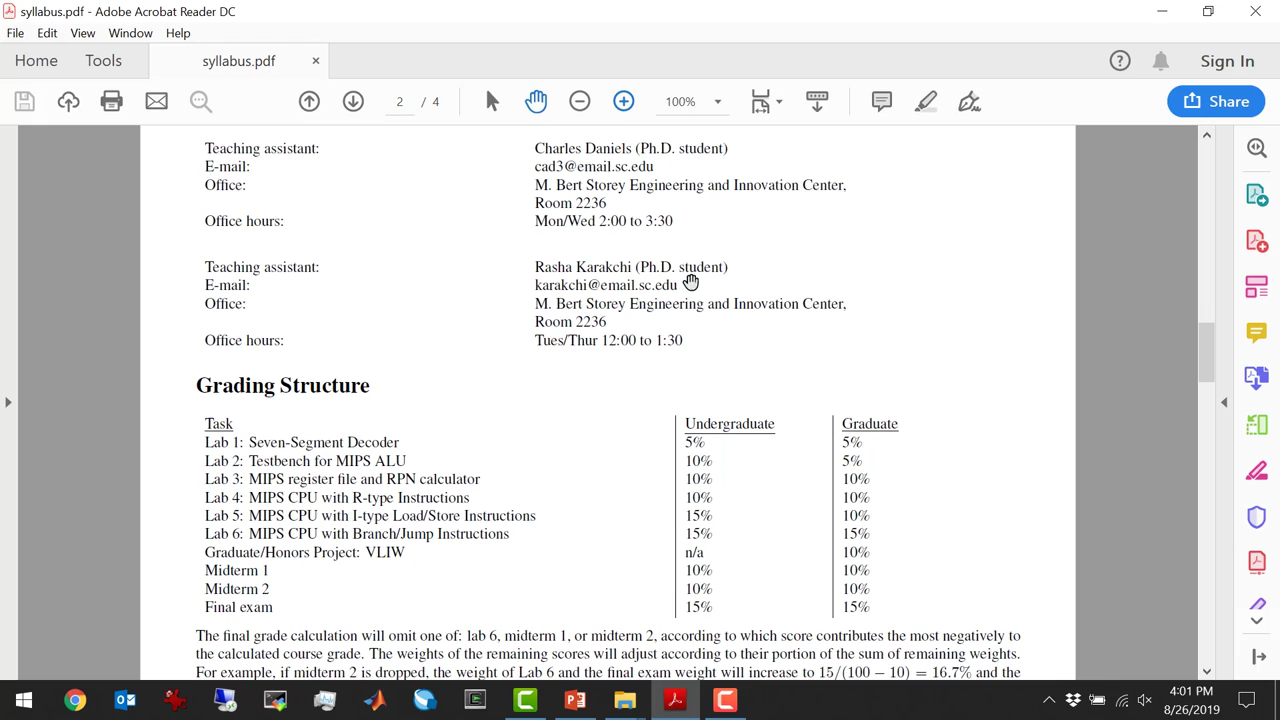 syllabus.pdf - Adobe Acrobat Reader DC
File Edit View Window Help
Home Tools syllabus.pdf × ? Sign In
2 / 4 100% Share
Teaching assistant: Charles Daniels (Ph.D. student)
E-mail: cad3@email.sc.edu
Office: M. Bert Storey Engineering and Innovation Center,
Room 2236
Office hours: Mon/Wed 2:00 to 3:30
Teaching assistant: Rasha Karakchi (Ph.D. student)
E-mail: karakchi@email.sc.edu
Office: M. Bert Storey Engineering and Innovation Center,
Room 2236
Office hours: Tues/Thur 12:00 to 1:30
Grading Structure
Task Undergraduate Graduate
Lab 1: Seven-Segment Decoder 5% 5%
Lab 2: Testbench for MIPS ALU 10% 5%
Lab 3: MIPS register file and RPN calculator 10% 10%
Lab 4: MIPS CPU with R-type Instructions 10% 10%
Lab 5: MIPS CPU with I-type Load/Store Instructions 15% 10%
Lab 6: MIPS CPU with Branch/Jump Instructions 15% 15%
Graduate/Honors Project: VLIW n/a 10%
Midterm 1 10% 10%
Midterm 2 10% 10%
Final exam 15% 15%
The final grade calculation will omit one of: lab 6, midterm 1, or midterm 2, according to which score contributes the most negatively to
the calculated course grade. The weights of the remaining scores will adjust according to their portion of the sum of remaining weights.
For example, if midterm 2 is dropped, the weight of Lab 6 and the final exam weight will increase to 15/(100 − 10) = 16.7% and the
4:01 PM
8/26/2019